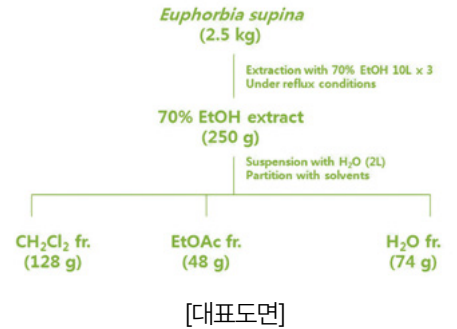 Euphorbia supina
(2.5 kg)
Extraction with 70% EtOH 10L x 3
Under reflux conditions
70% EtOH extract
(250 g)
Suspension with H₂O (2L)
Partition with solvents
CH₂Cl₂ fr.
(128 g)
EtOAc fr.
(48 g)
H₂O fr.
(74 g)
[대표도면]